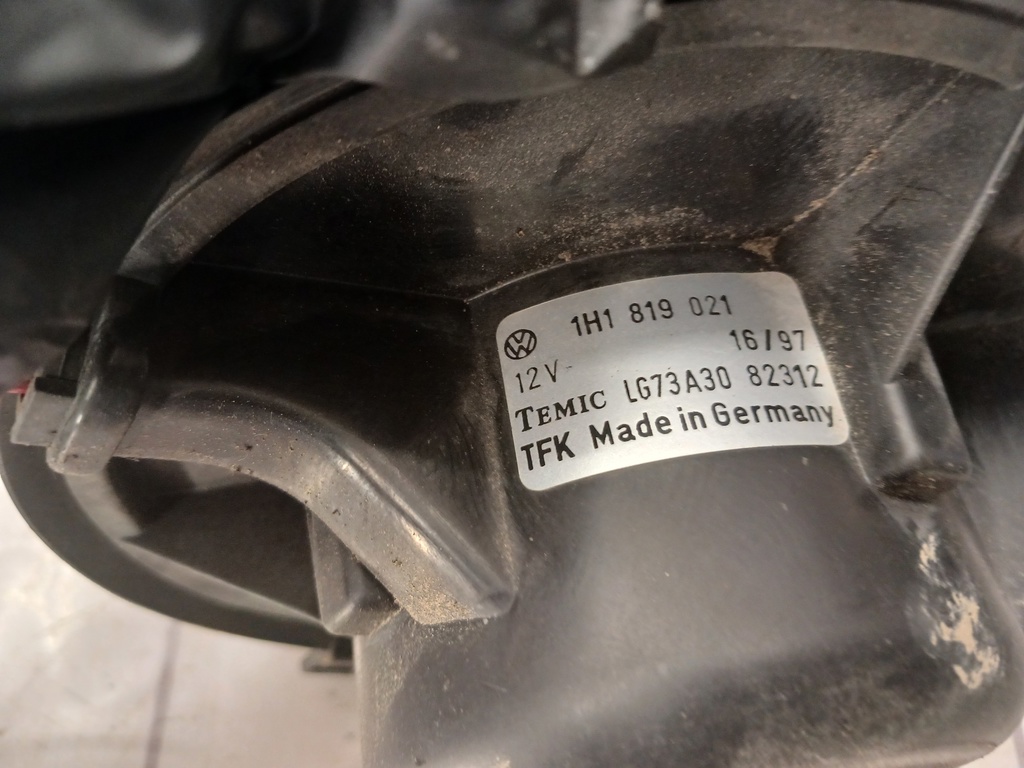 1H1 819 021
16/97
12V
TEMIC LG73A30 82312
TFK Made in Germany